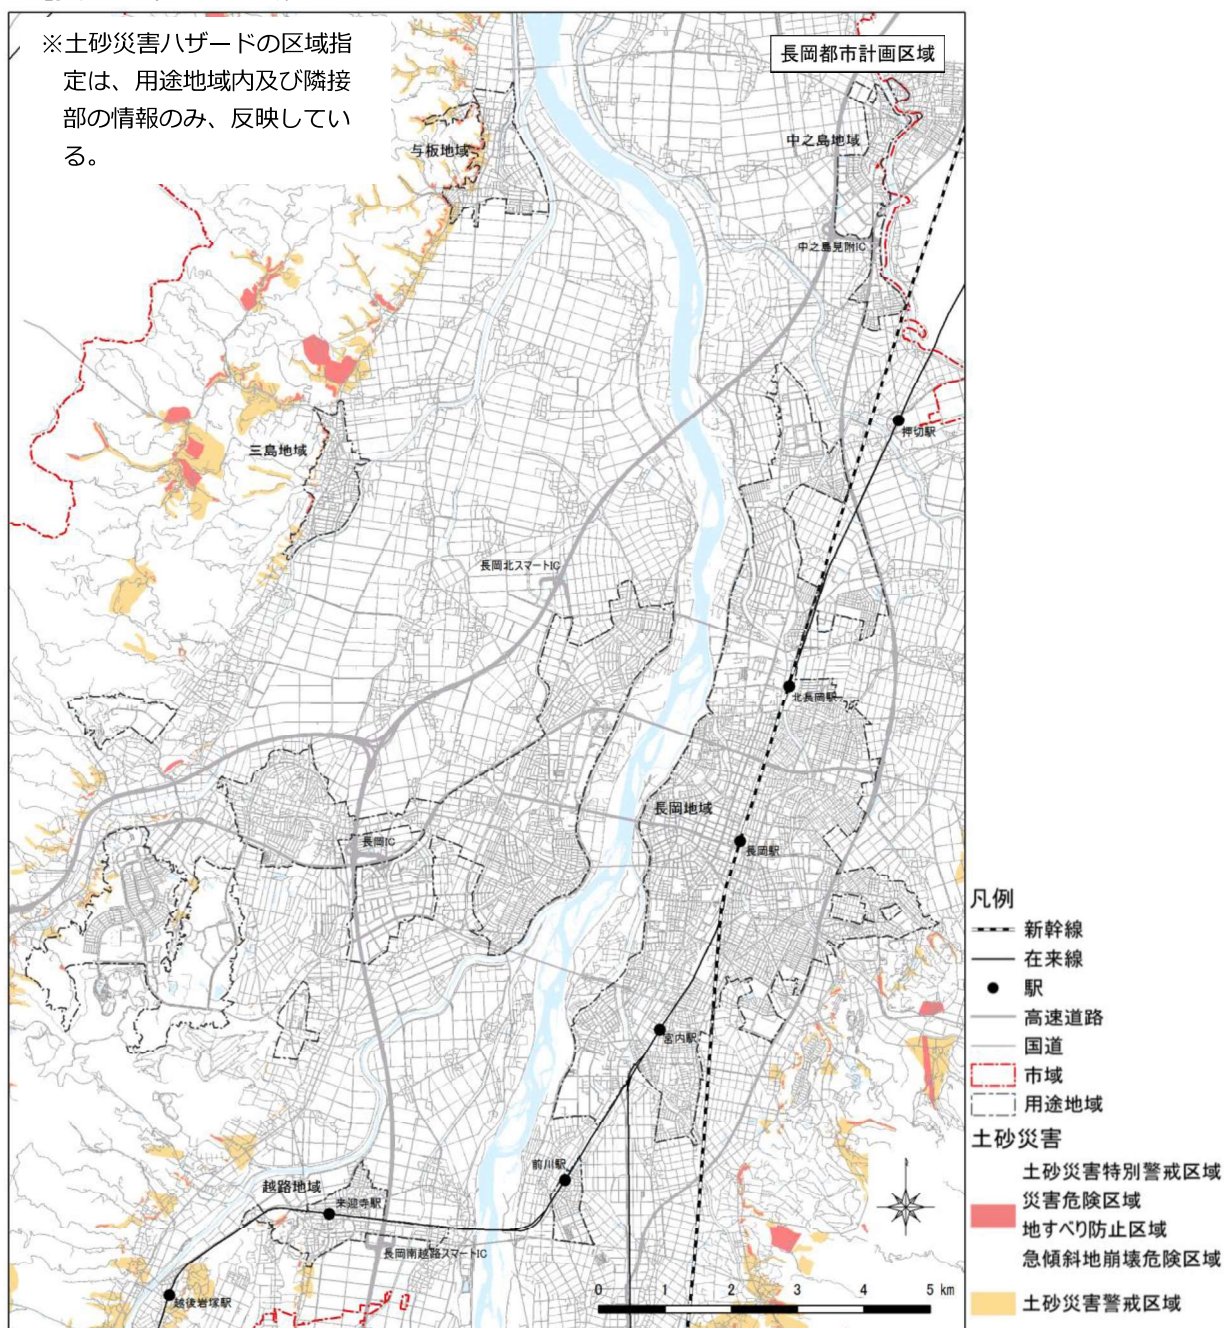 ※土砂災害ハザードの区域指
定は、用途地域内及び隣接
部の情報のみ、反映してい
る。
長岡都市計画区域
与板地域
中之島地域
中之島見附IC
押切駅
三島地域
長岡北スマートIC
北長岡駅
長岡地域
長岡IC
長岡駅
宮内駅
前川駅
越路地域
来迎寺駅
長岡南越路スマートIC
越後岩塚駅
0 1 2 3 4 5 km
凡例
新幹線
在来線
駅
高速道路
国道
市域
用途地域
土砂災害
土砂災害特別警戒区域
災害危険区域
地すべり防止区域
急傾斜地崩壊危険区域
土砂災害警戒区域